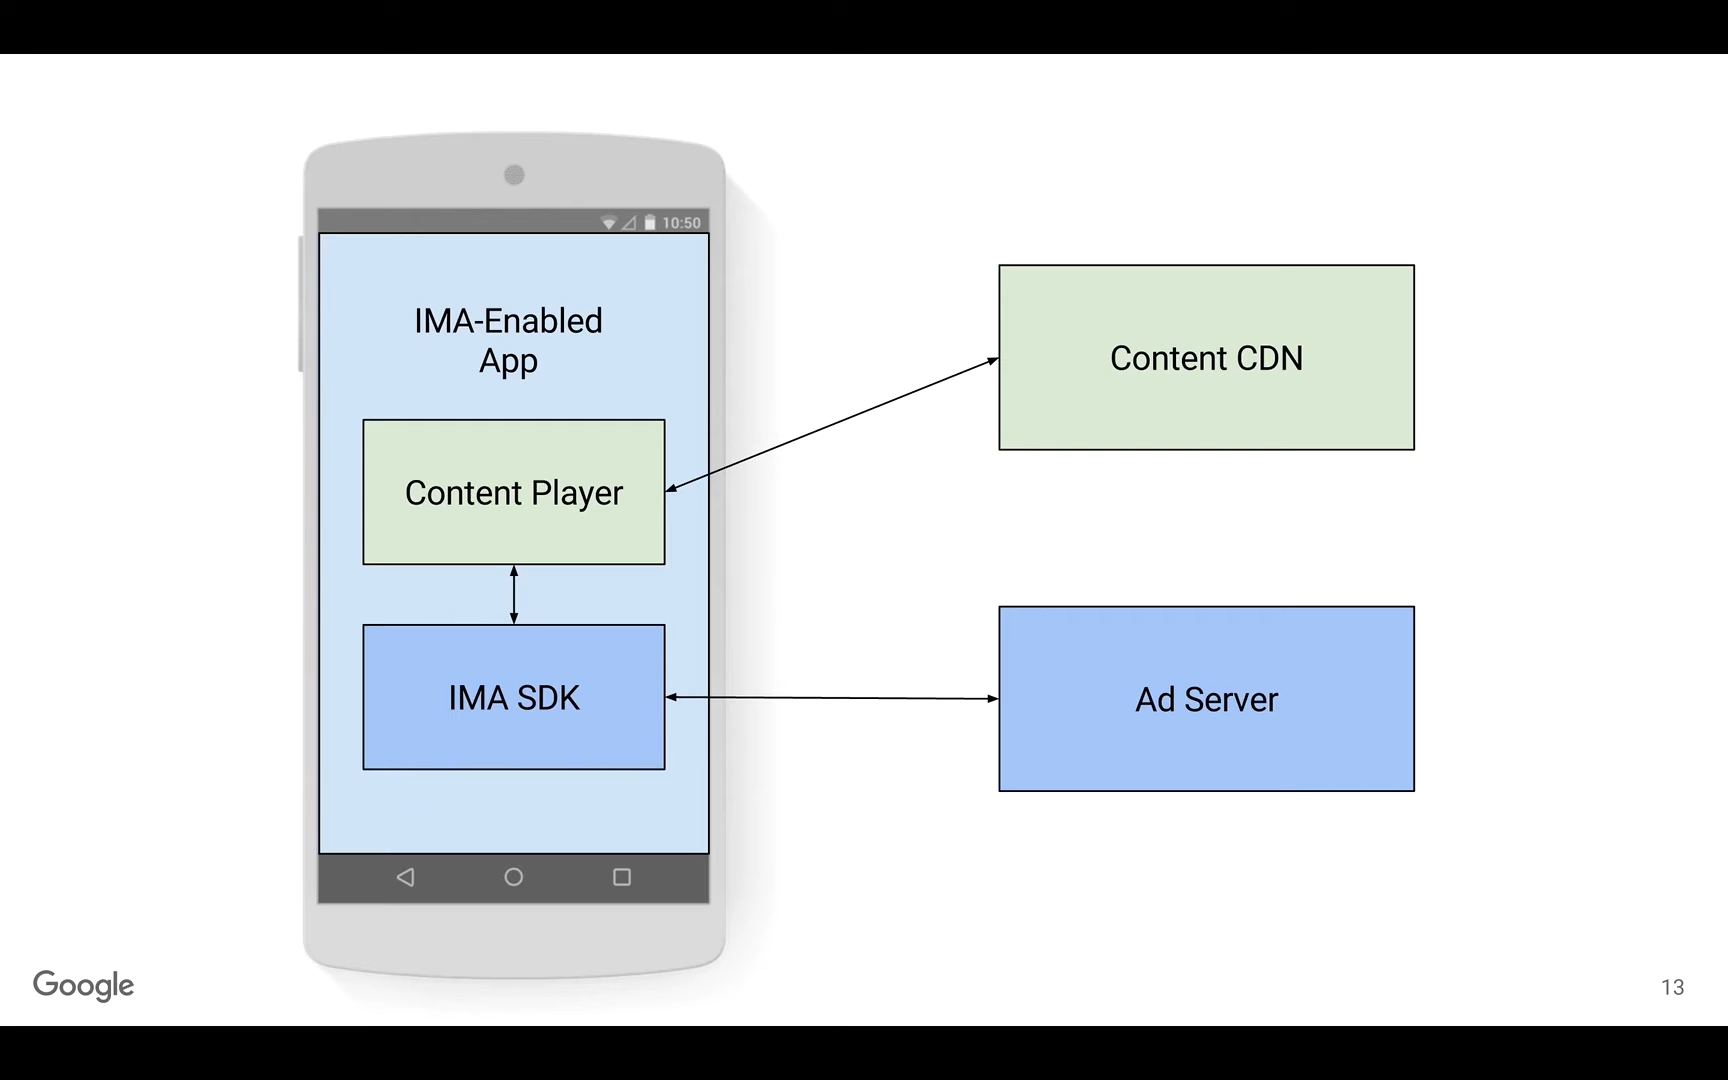 10:50
IMA-Enabled
App
Content Player
IMA SDK
Content CDN
Ad Server
Google
13